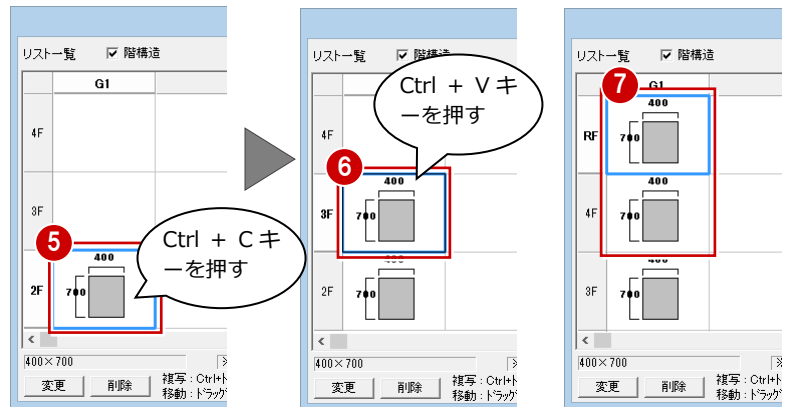 リスト一覧 階構造
G1
4F
3F
5
400
2F 700
Ctrl + Cキ
ーを押す
400×700
変更 削除 複写:Ctrl+
移動:ドラッグ
リスト一覧 階構造
Ctrl + Vキ
ーを押す
4F
6
400
3F 700
400
2F 700
400×700
変更 削除 複写:Ctrl+
移動:ドラッグ
リスト一覧 階構造
7 G1
400
RF 700
400
4F 700
400
3F 700
400×700
変更 削除 複写:Ctrl+
移動:ドラッグ